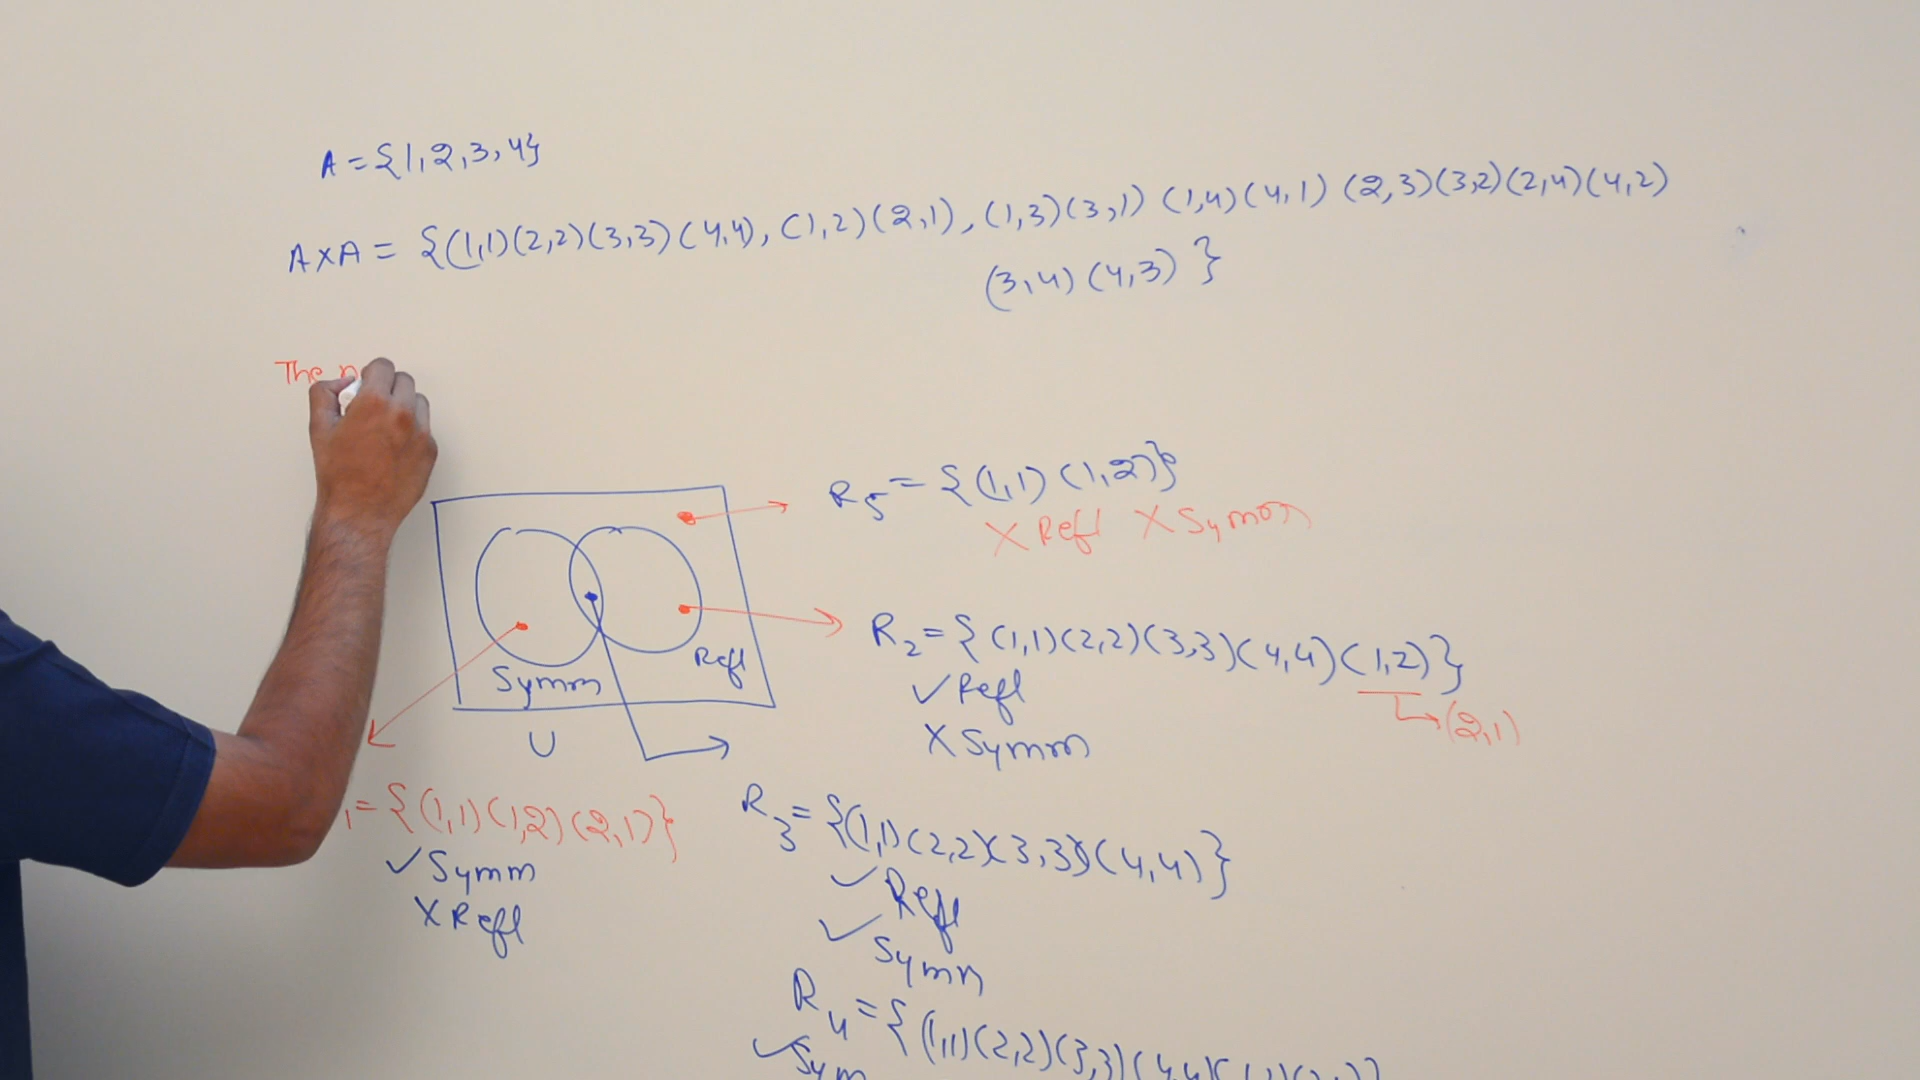 A = {1,2,3,4}
A×A = {(1,1)(2,2)(3,3)(4,4), (1,2)(2,1), (1,3)(3,1) (1,4)(4,1) (2,3)(3,2)(2,4)(4,2)
(3,4) (4,3) }
The
R5 = {(1,1) (1,2)}
X Refl X Symm
R2 = {(1,1)(2,2)(3,3)(4,4)(1,2)}
(2,1)
✓ Refl
X Symm
Refl
Symm
U
1 = {(1,1)(1,2)(2,1)}
✓ Symm
X Refl
R3 = {(1,1)(2,2)(3,3)(4,4)}
✓ Refl
✓ Symm
R4 = {(1,1)(2,2)(3,3)(4,4)
✓ Sym